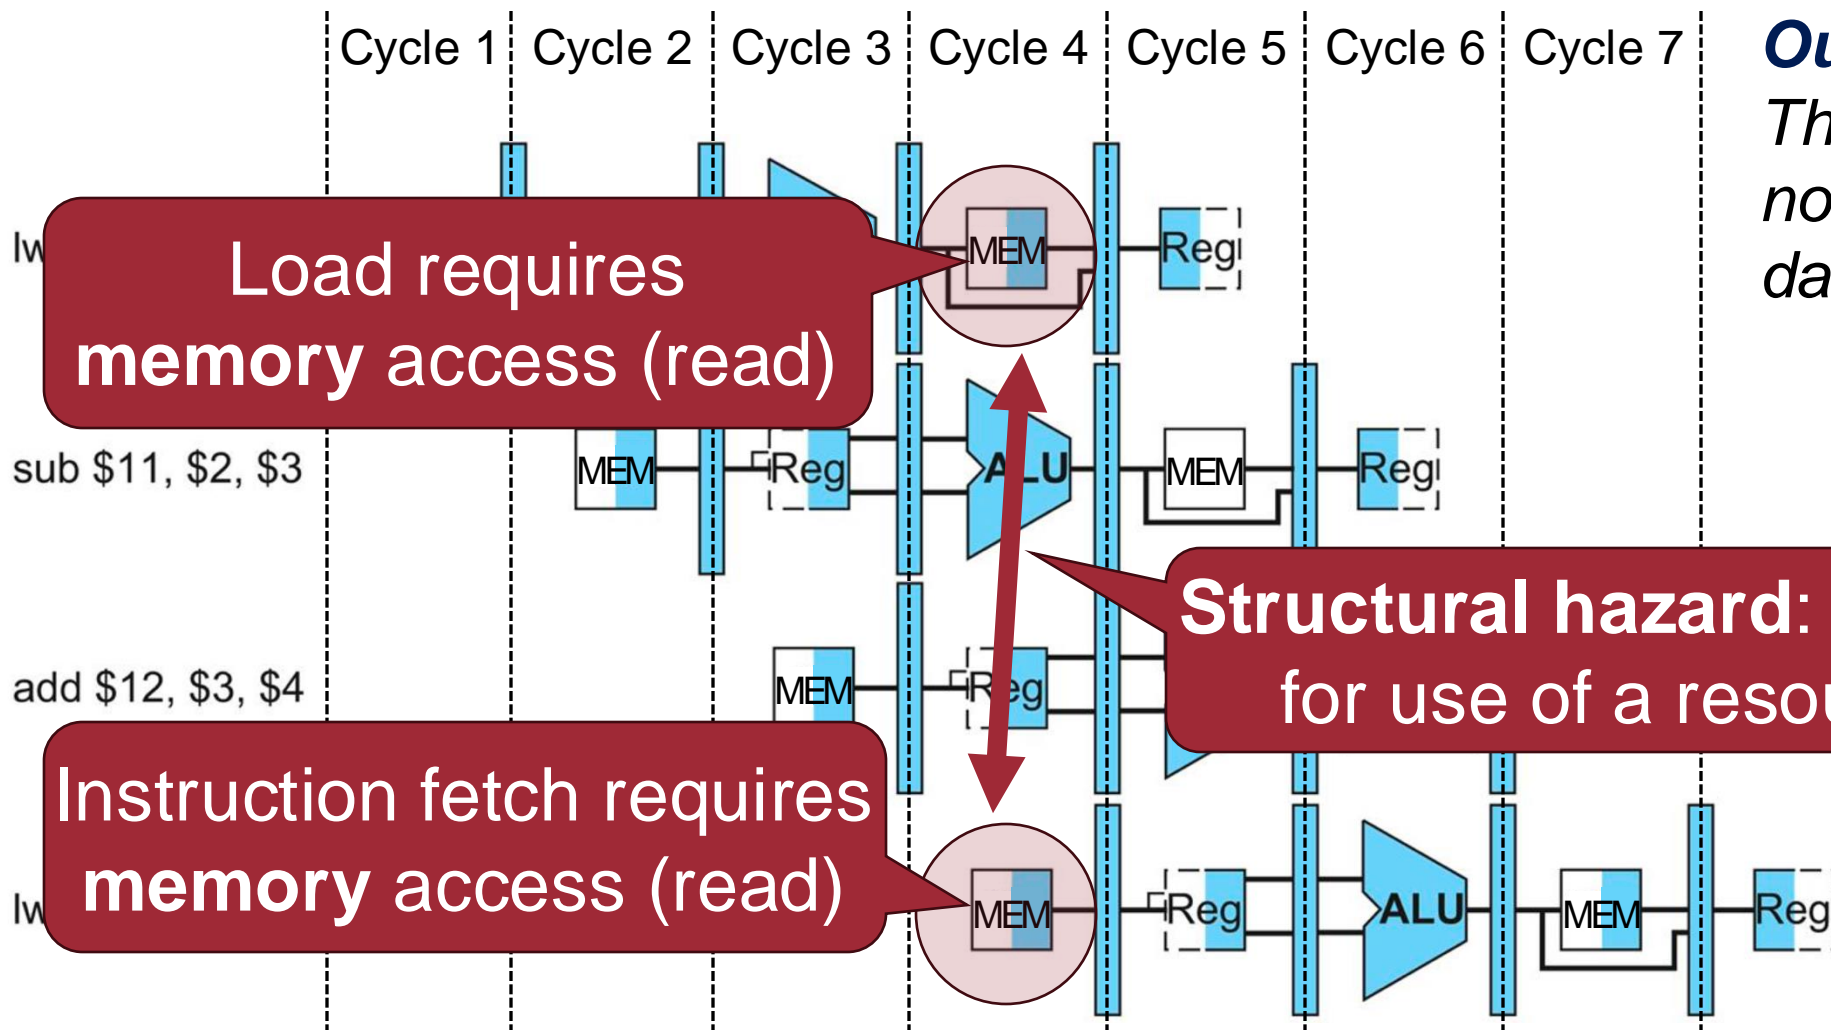 Cycle 1 Cycle 2 Cycle 3 Cycle 4 Cycle 5 Cycle 6 Cycle 7
MEM Reg
Load requires
memory access (read)
sub $11, $2, $3 MEM Reg ALU MEM Reg
Structural hazard:
for use of a
add $12, $3, $4 MEM Reg
Instruction fetch requires
memory access (read)
lw MEM Reg ALU MEM Reg